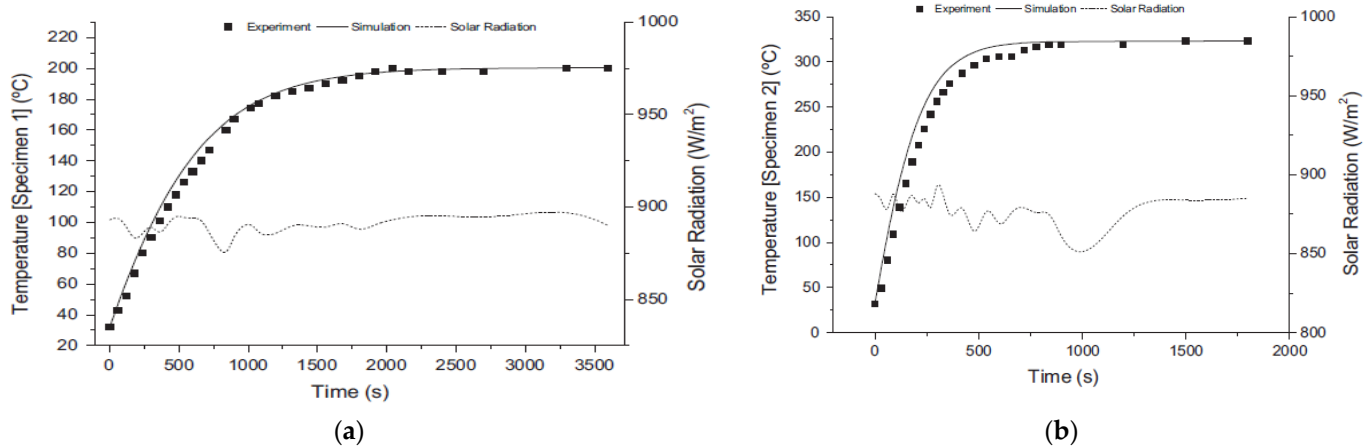 Experiment Simulation Solar Radiation
220
200
180
160
140
120
100
80
60
40
20
Temperature [Specimen 1] (ºC)
1000
950
900
850
Solar Radiation (W/m²)
0 500 1000 1500 2000 2500 3000 3500
Time (s)
(a)
Experiment Simulation Solar Radiation
350
300
250
200
150
100
50
0
Temperature [Specimen 2] (ºC)
1000
950
900
850
800
Solar Radiation (W/m²)
0 500 1000 1500 2000
Time (s)
(b)